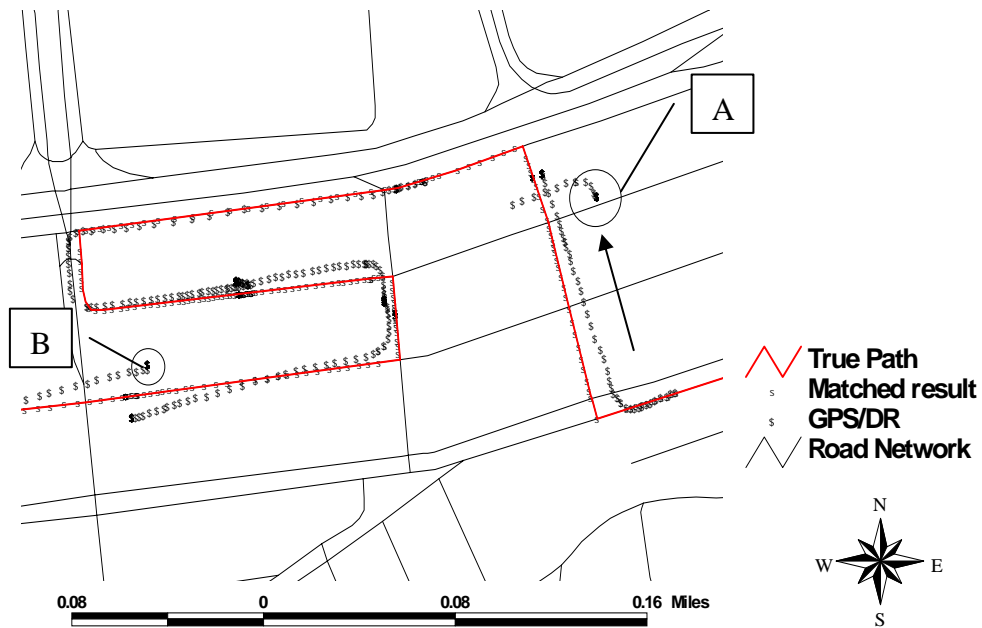 A
B
True Path
s Matched result
$ GPS/DR
Road Network
N
W E
S
0.08 0 0.08 0.16 Miles